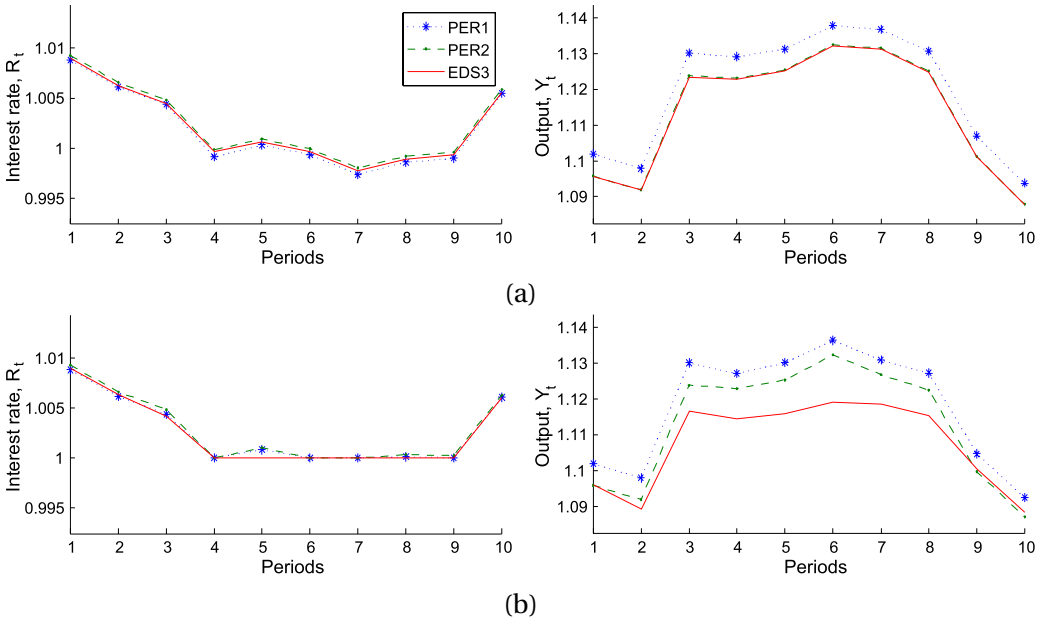 PER1
PER2
EDS3
Interest rate, R_t
1.01
1.005
1
0.995
1 2 3 4 5 6 7 8 9 10
Periods
Output, Y_t
1.14
1.13
1.12
1.11
1.10
1.09
1 2 3 4 5 6 7 8 9 10
Periods
(a)
Interest rate, R_t
1.01
1.005
1
0.995
1 2 3 4 5 6 7 8 9 10
Periods
Output, Y_t
1.14
1.13
1.12
1.11
1.1
1.09
1 2 3 4 5 6 7 8 9 10
Periods
(b)